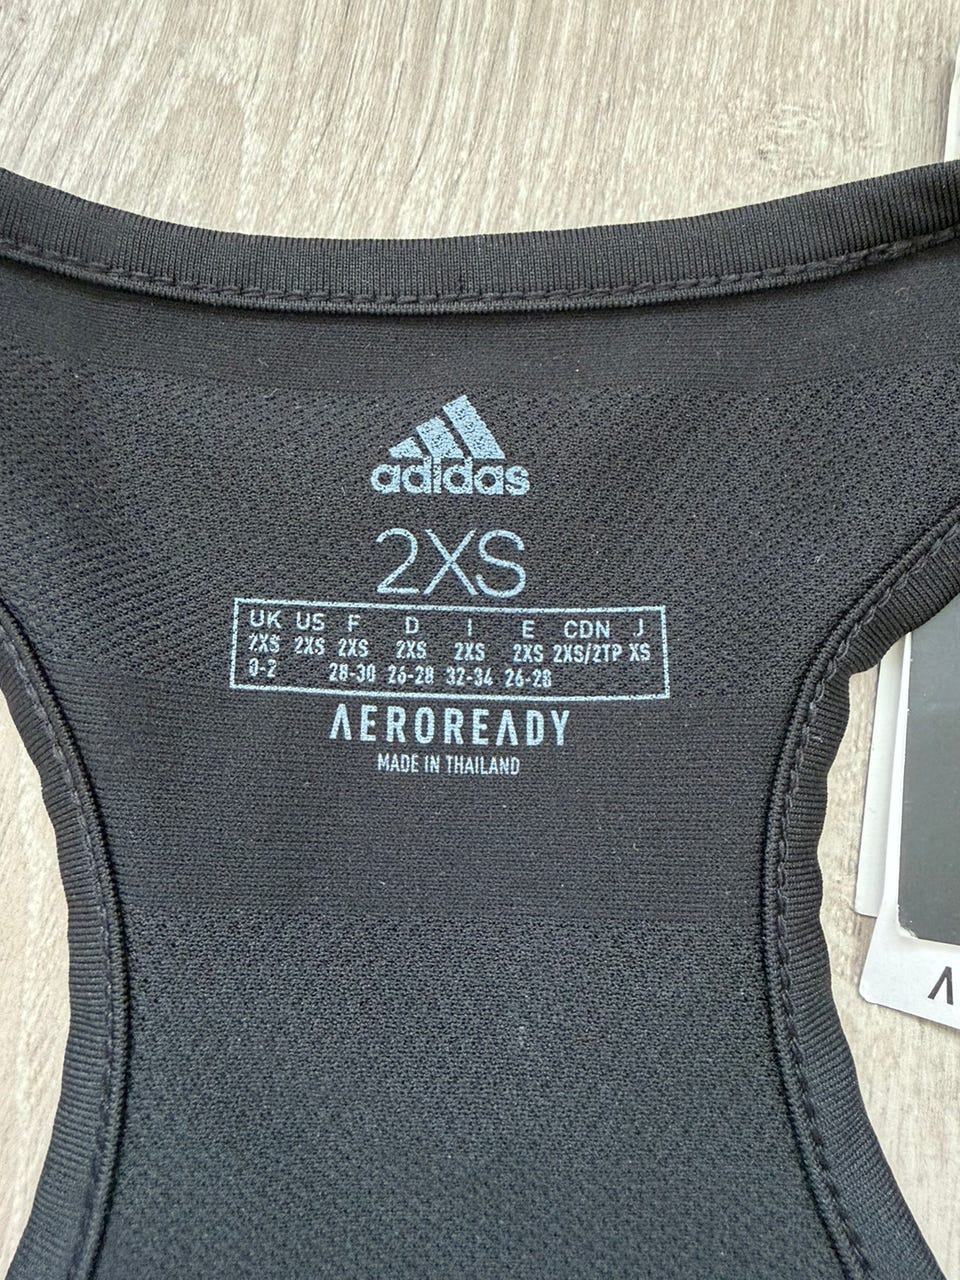 adidas
2XS
UK US F D I E CDN J
2XS 2XS 2XS 2XS 2XS 2XS 2XS/2TP XS
0-2 28-30 26-28 32-34 26-28
AEROREADY
MADE IN THAILAND